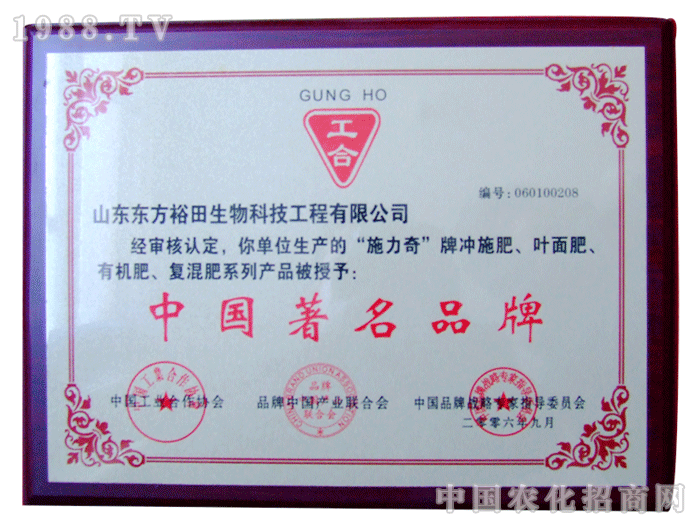 1988.TV
GUNG HO
工
合
编号:060100208
山东东方裕田生物科技工程有限公司
经审核认定，你单位生产的“施力奇”牌冲施肥、叶面肥、
有机肥、复混肥系列产品被授予:
中国著名品牌
中国工业合作协会 品牌中国产业联合会 中国品牌战略专家指导委员会
品牌
联合会
二零零六年九月
中国农化招商网